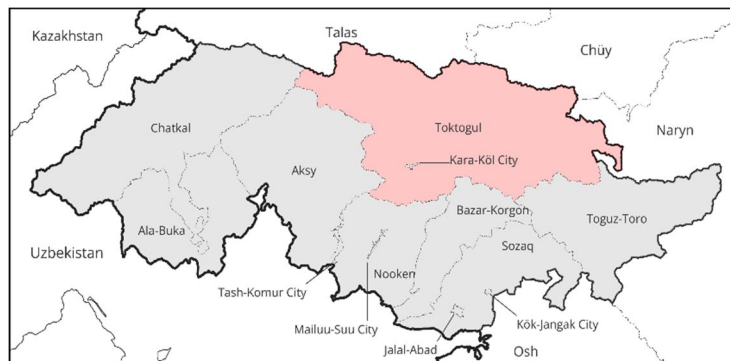 Kazakhstan
Talas
Chüy
Chatkal
Toktogul
Naryn
Aksy
Kara-Köl City
Bazar-Korgon
Toguz-Toro
Ala-Buka
Sozaq
Uzbekistan
Nooken
Tash-Komur City
Mailuu-Suu City
Kök-Jangak City
Jalal-Abad
Osh